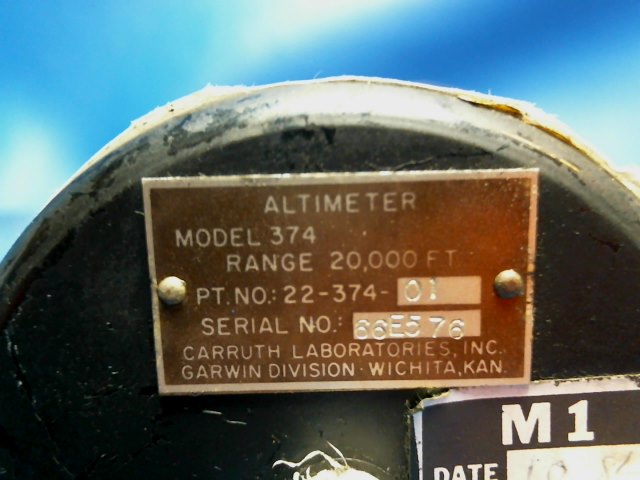 ALTIMETER
MODEL 374
RANGE 20,000 FT
PT.NO.: 22-374-01
SERIAL NO.: 66E576
CARRUTH LABORATORIES, INC.
GARWIN DIVISION · WICHITA, KAN.
M1
DATE